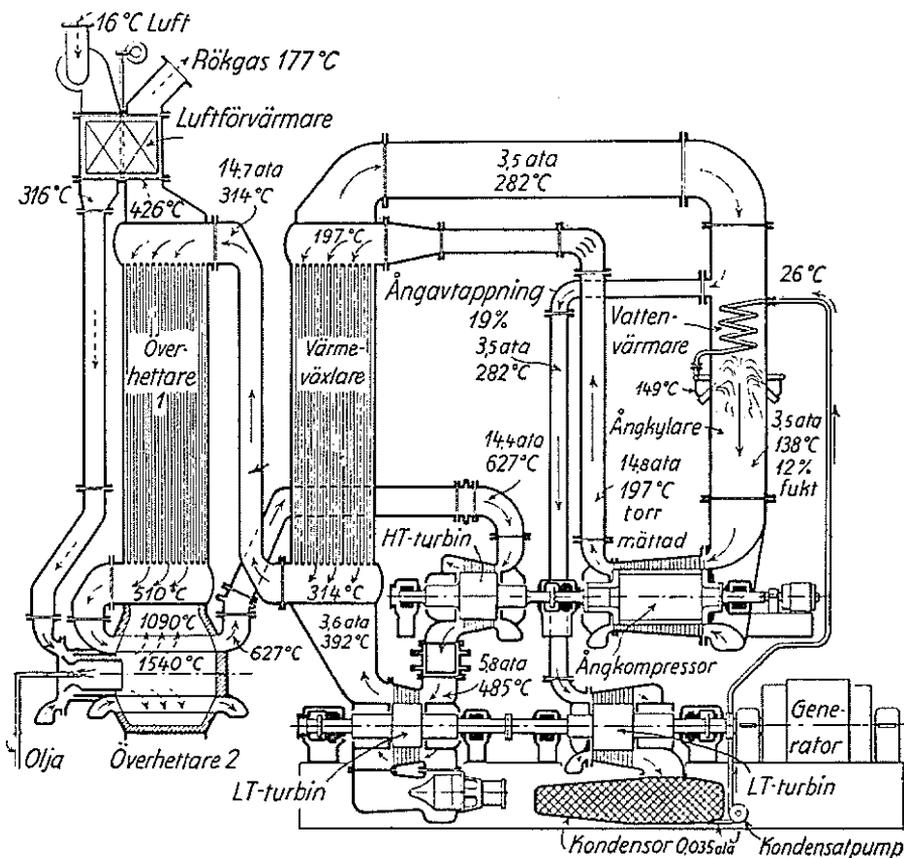 16°C Luft
Rökgas 177°C
Luftförvärmare
316°C
426°C
14,7 ata
314°C
3,5 ata
282°C
197°C
Ångavtappning
19%
3,5 ata
282°C
26°C
Vatten-
värmare
149°C
Ångkylare
3,5 ata
138°C
12%
fukt
Över-
hettare
1
Värme-
växlare
14,4 ata
627°C
14,8 ata
197°C
torr
mättad
HT-turbin
510°C
314°C
1090°C
1540°C
627°C
3,6 ata
392°C
Ångkompressor
5,8 ata
485°C
Olja
Överhettare 2
LT-turbin
Gene-
rator
LT-turbin
Kondensor 0,035 ata
Kondensatpump